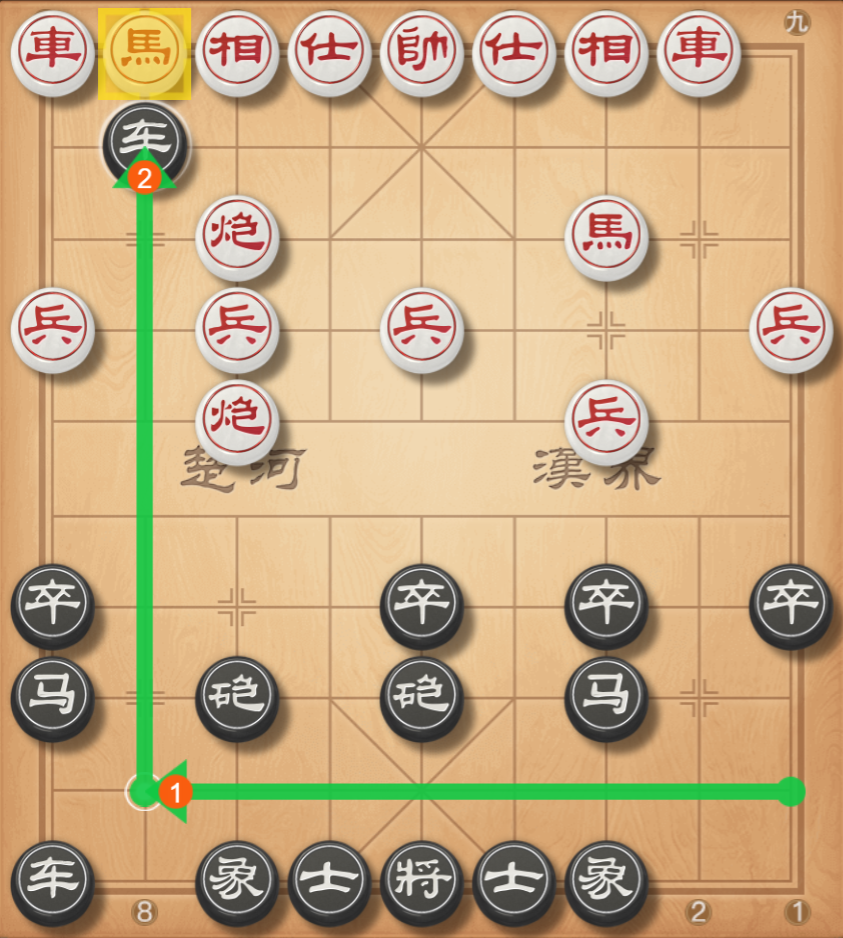 九
車馬相仕帥仕相車
车
2
炮馬
兵兵兵兵
炮兵
楚河 漢界
卒卒卒卒
马砲砲马
1
车象士将士象
8 2 1